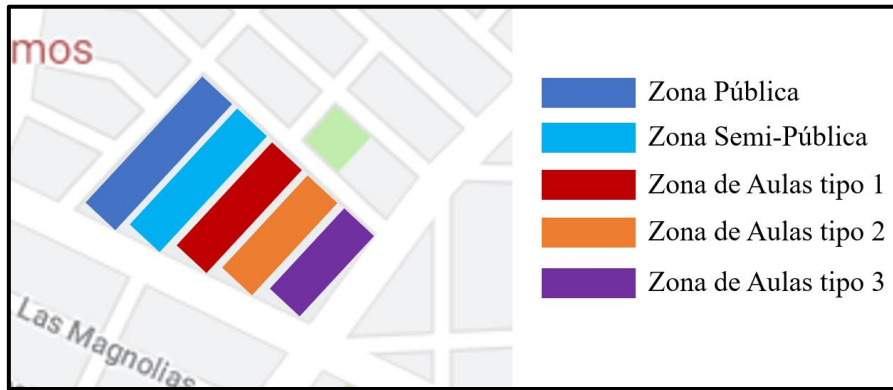 mos
Las Magnolias
Zona Pública
Zona Semi-Pública
Zona de Aulas tipo 1
Zona de Aulas tipo 2
Zona de Aulas tipo 3